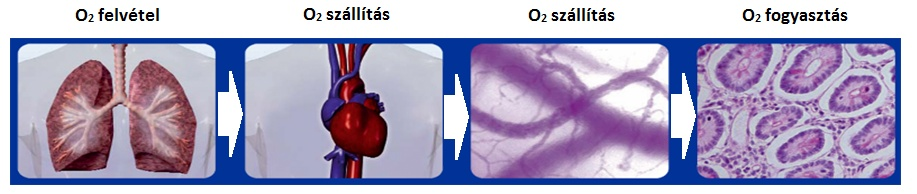 O₂ felvétel
O₂ szállítás
O₂ szállítás
O₂ fogyasztás